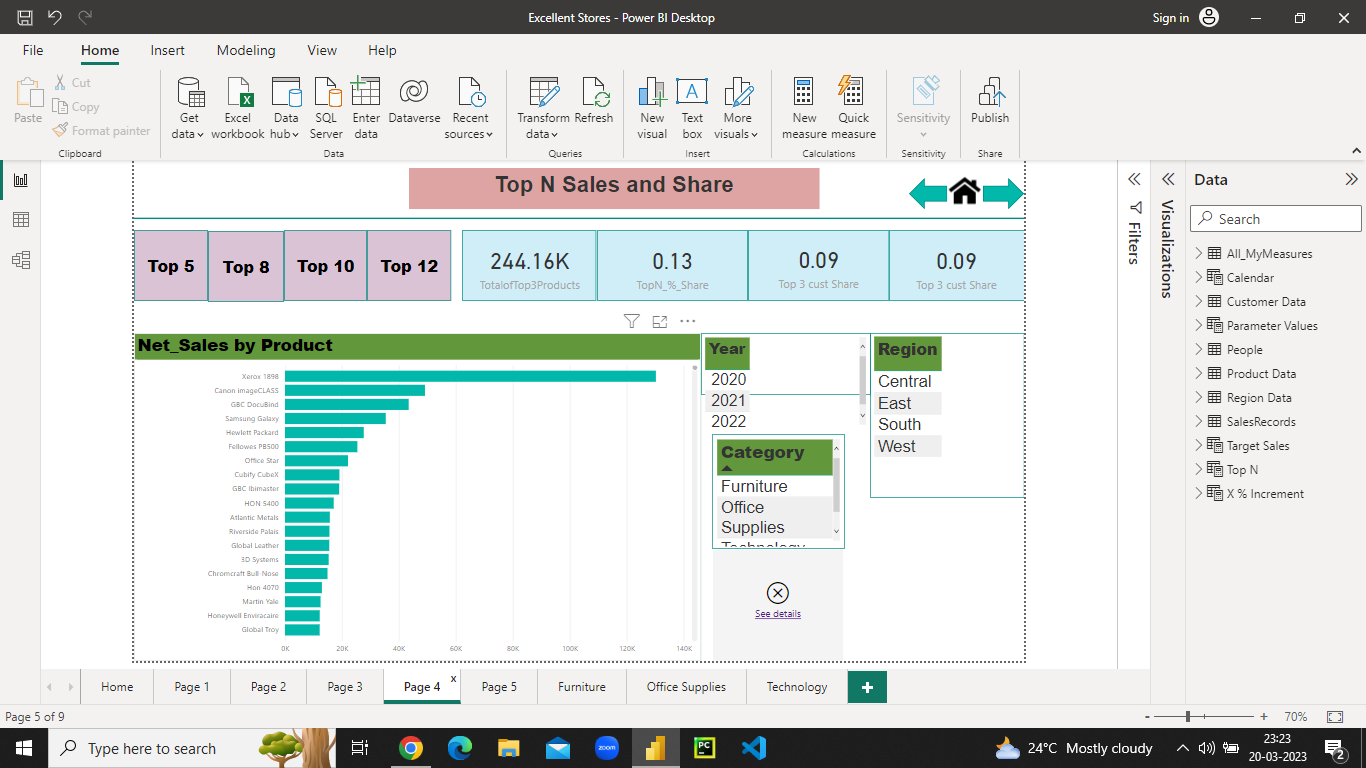 Excellent Stores - Power BI Desktop
Sign in
File Home Insert Modeling View Help
Paste
Cut
Copy
Format painter
Clipboard
Get data
Excel workbook
Data hub
SQL Server
Enter data
Dataverse
Recent sources
Data
Transform data
Refresh
Queries
New visual
Text box
More visuals
Insert
New measure
Quick measure
Calculations
Sensitivity
Sensitivity
Publish
Share
Top N Sales and Share
Top 5
Top 8
Top 10
Top 12
244.16K
TotalofTop3Products
0.13
TopN_%_Share
0.09
Top 3 cust Share
0.09
Top 3 cust Share
Net_Sales by Product
Xerox 1898
Canon imageCLASS
GBC DocuBind
Samsung Galaxy
Hewlett Packard
Fellowes PB500
Office Star
Cubify CubeX
GBC Ibimaster
HON 5400
Atlantic Metals
Riverside Palais
Global Leather
3D Systems
Chromcraft Bull-Nose
Hon 4070
Martin Yale
Honeywell Enviracaire
Global Troy
0K 20K 40K 60K 80K 100K 120K 140K
Year
2020
2021
2022
Region
Central
East
South
West
Category
Furniture
Office
Supplies
Technology
See details
Filters
Visualizations
Data
Search
All_MyMeasures
Calendar
Customer Data
Parameter Values
People
Product Data
Region Data
SalesRecords
Target Sales
Top N
X % Increment
Home Page 1 Page 2 Page 3 Page 4 x Page 5 Furniture Office Supplies Technology +
Page 5 of 9
- + 70%
Type here to search
zoom
PC
24°C Mostly cloudy
23:23
20-03-2023
2